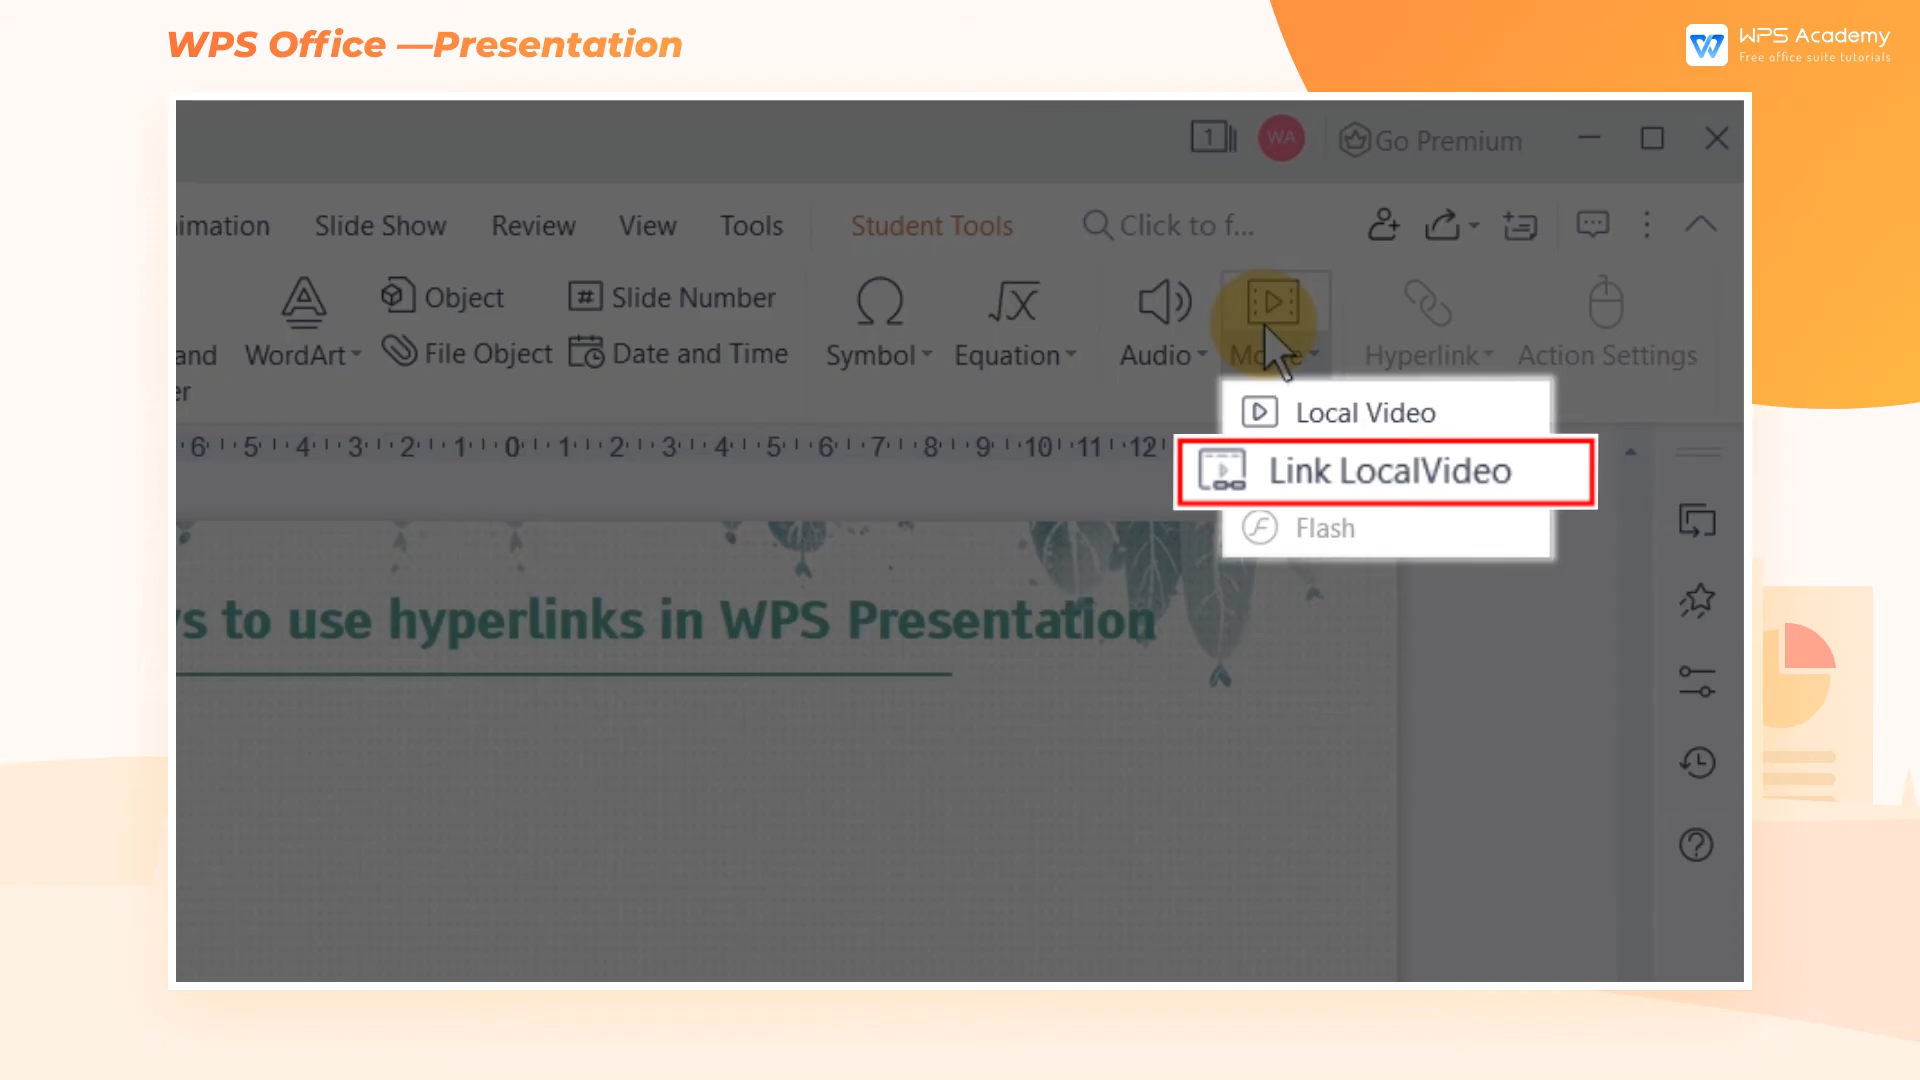 WPS Office —Presentation
WPS Academy
Free office suite tutorials
1
WA
Go Premium
imation
Slide Show
Review
View
Tools
Student Tools
Click to f...
Object
Slide Number
and
er
WordArt
File Object
Date and Time
Symbol
Equation
Audio
Hyperlink
Action Settings
Local Video
6 5 4 3 2 1 0 1 2 3 4 5 6 7 8 9 10 11 12
Link LocalVideo
Flash
s to use hyperlinks in WPS Presentation